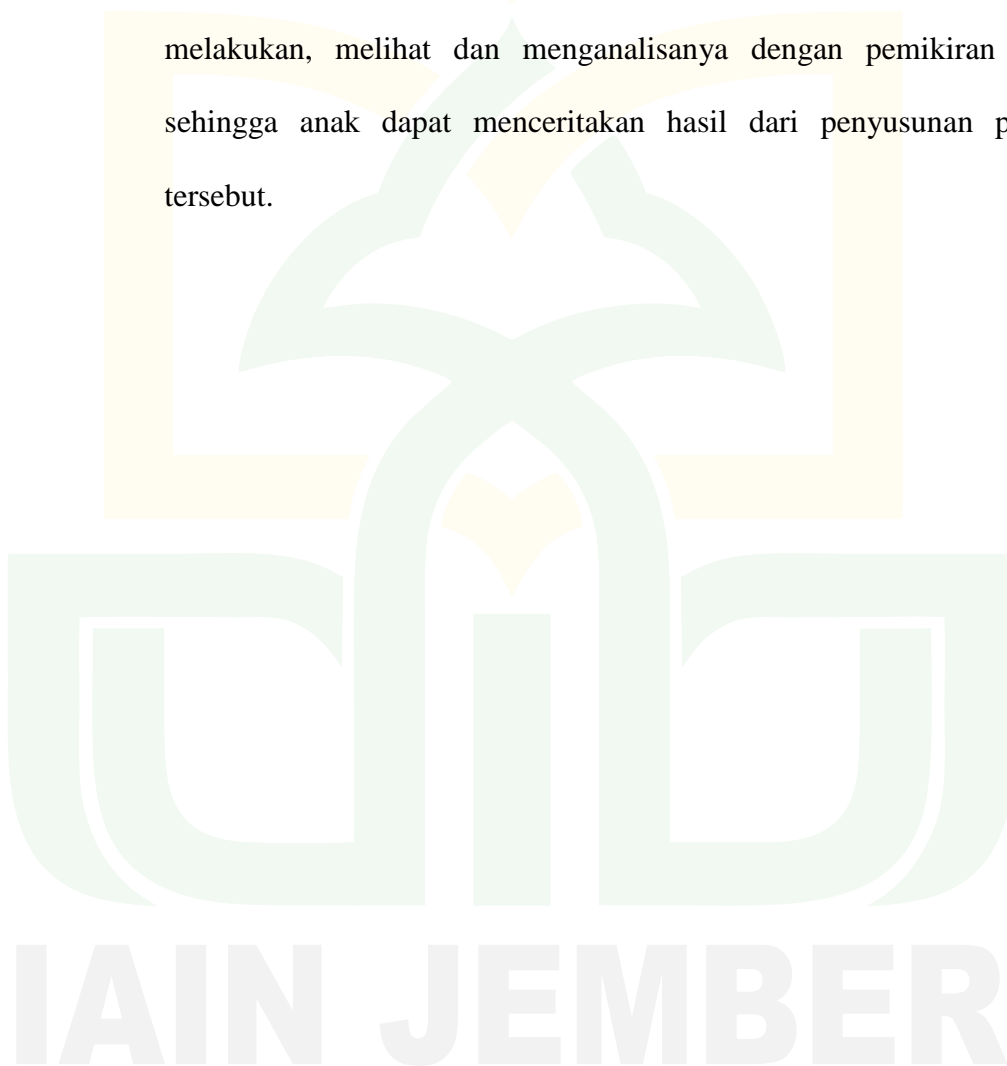 melakukan, melihat dan menganalisanya dengan pemikiran
sehingga anak dapat menceritakan hasil dari penyusunan
tersebut.
IAIN JEMBER